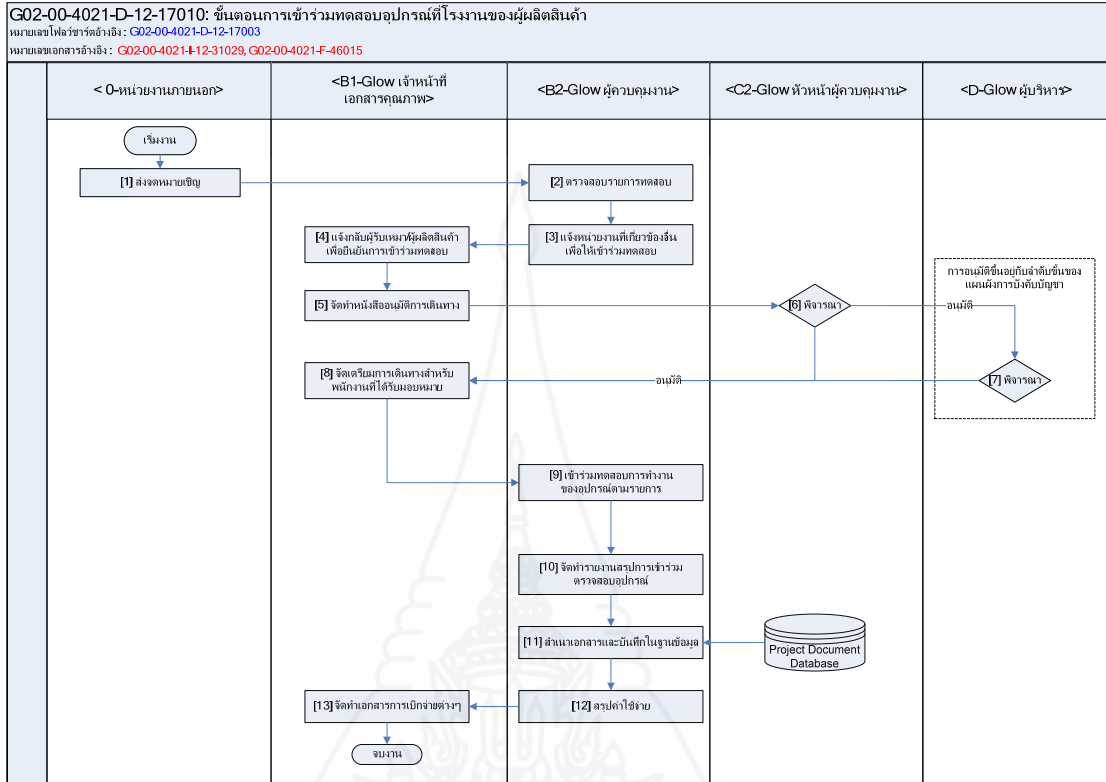 G02-00-4021-D-12-17010: ขั้นตอนการเข้าร่วมทดสอบอุปกรณ์ที่โรงงานของผู้ผลิตสินค้า
หมายเลขโฟลว์ชาร์ตอ้างอิง: G02-00-4021-D-12-17003
หมายเลขเอกสารอ้างอิง: G02-00-4021-I-12-31029, G02-00-4021-F-46015
< 0-หน่วยงานภายนอก>
<B1-Glow เจ้าหน้าที่
เอกสารคุณภาพ>
<B2-Glow ผู้ควบคุมงาน>
<C2-Glow หัวหน้าผู้ควบคุมงาน>
<D-Glow ผู้บริหาร>
เริ่มงาน
[1] ส่งจดหมายเชิญ
[2] ตรวจสอบรายการทดสอบ
[3] แจ้งหน่วยงานที่เกี่ยวข้องอื่น
เพื่อให้เข้าร่วมทดสอบ
[4] แจ้งกลับผู้รับเหมา/ผู้ผลิตสินค้า
เพื่อยืนยันการเข้าร่วมทดสอบ
[5] จัดทำหนังสืออนุมัติการเดินทาง
[6] พิจารณา
การอนุมัติขึ้นอยู่กับลำดับขั้นของ
แผนผังการบังคับบัญชา
อนุมัติ
[7] พิจารณา
อนุมัติ
[8] จัดเตรียมการเดินทางสำหรับ
พนักงานที่ได้รับมอบหมาย
[9] เข้าร่วมทดสอบการทำงาน
ของอุปกรณ์ตามรายการ
[10] จัดทำรายงานสรุปการเข้าร่วม
ตรวจสอบอุปกรณ์
[11] สำเนาเอกสารและบันทึกในฐานข้อมูล
Project Document
Database
[12] สรุปค่าใช้จ่าย
[13] จัดทำเอกสารการเบิกจ่ายต่างๆ
จบงาน